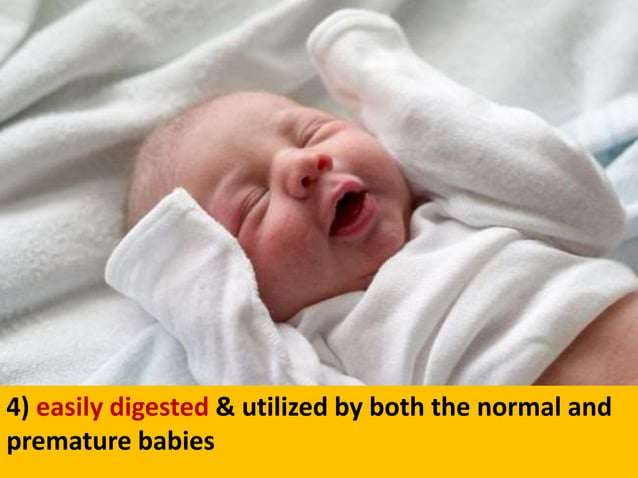 4) easily digested & utilized by both the normal and
premature babies